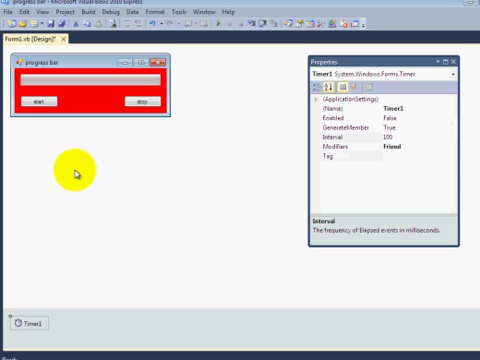 progress bar - Microsoft Visual Basic 2010 Express
File Edit View Project Build Debug Data Format Tools Window Help
Form1.vb [Design]*
progress bar
start
stop
Properties
Timer1 System.Windows.Forms.Timer
(ApplicationSettings)
(Name) Timer1
Enabled False
GenerateMember True
Interval 100
Modifiers Friend
Tag
Interval
The frequency of Elapsed events in milliseconds.
Timer1
Ready